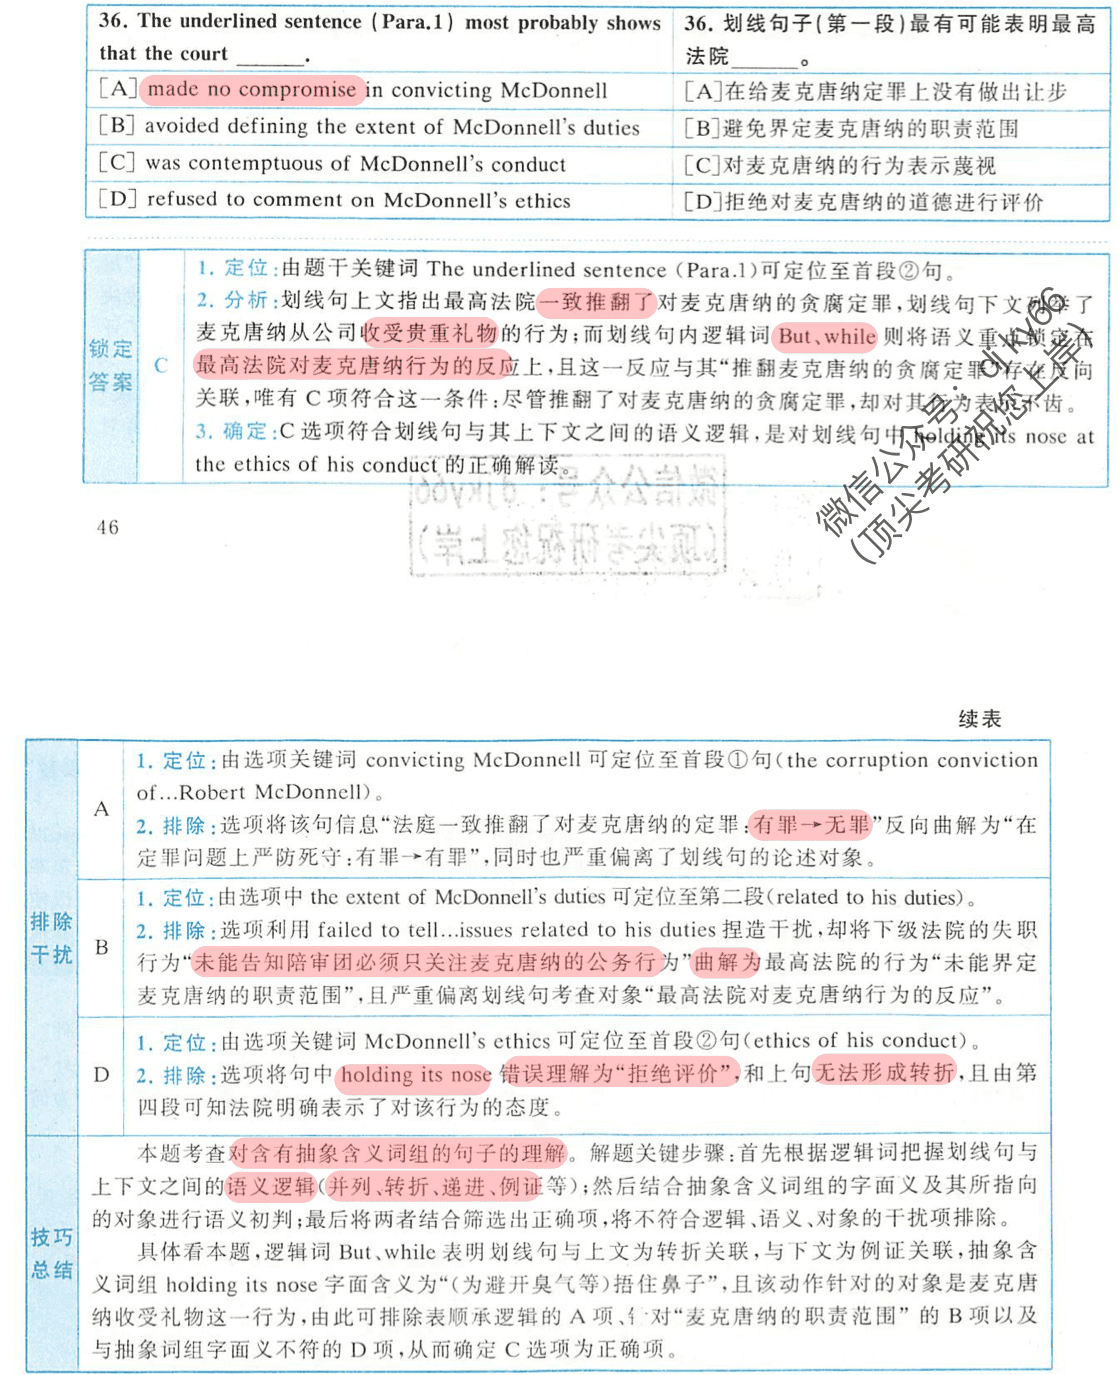 36. The underlined sentence (Para.1) most probably shows
that the court ______.
36. 划线句子(第一段)最有可能表明最高
法院______。
[A] made no compromise in convicting McDonnell
[A]在给麦克唐纳定罪上没有做出让步
[B] avoided defining the extent of McDonnell's duties
[B]避免界定麦克唐纳的职责范围
[C] was contemptuous of McDonnell's conduct
[C]对麦克唐纳的行为表示蔑视
[D] refused to comment on McDonnell's ethics
[D]拒绝对麦克唐纳的道德进行评价
锁定
答案
C
1. 定位:由题干关键词 The underlined sentence (Para.1)可定位至首段②句。
2. 分析:划线句上文指出最高法院一致推翻了对麦克唐纳的贪腐定罪,划线句下文列举了
麦克唐纳从公司收受贵重礼物的行为;而划线句内逻辑词 But、while 则将语义重点锁定在
最高法院对麦克唐纳行为的反应上,且这一反应与其“推翻麦克唐纳的贪腐定罪”存在反向
关联,唯有 C 项符合这一条件:尽管推翻了对麦克唐纳的贪腐定罪,却对其行为表示不齿。
3. 确定:C 选项符合划线句与其上下文之间的语义逻辑,是对划线句中 holding its nose at
the ethics of his conduct 的正确解读。
微信公众号:djky66
(顶尖考研祝您上岸)
微信公众号:djky66
(顶尖考研祝您上岸)
46
续表
排除
干扰
A
1. 定位:由选项关键词 convicting McDonnell 可定位至首段①句(the corruption conviction
of…Robert McDonnell)。
2. 排除:选项将该句信息“法庭一致推翻了对麦克唐纳的定罪:有罪→无罪”反向曲解为“在
定罪问题上严防死守:有罪→有罪”,同时也严重偏离了划线句的论述对象。
B
1. 定位:由选项中 the extent of McDonnell's duties 可定位至第二段(related to his duties)。
2. 排除:选项利用 failed to tell…issues related to his duties 捏造干扰,却将下级法院的失职
行为“未能告知陪审团必须只关注麦克唐纳的公务行为”曲解为最高法院的行为“未能界定
麦克唐纳的职责范围”,且严重偏离划线句考查对象“最高法院对麦克唐纳行为的反应”。
D
1. 定位:由选项关键词 McDonnell's ethics 可定位至首段②句(ethics of his conduct)。
2. 排除:选项将句中 holding its nose 错误理解为“拒绝评价”,和上句无法形成转折,且由第
四段可知法院明确表示了对该行为的态度。
技巧
总结
本题考查对含有抽象含义词组的句子的理解。解题关键步骤:首先根据逻辑词把握划线句与
上下文之间的语义逻辑(并列、转折、递进、例证等);然后结合抽象含义词组的字面义及其所指向
的对象进行语义初判;最后将两者结合筛选出正确项,将不符合逻辑、语义、对象的干扰项排除。
具体看本题,逻辑词 But、while 表明划线句与上文为转折关联,与下文为例证关联,抽象含
义词组 holding its nose 字面含义为“(为避开臭气等)捂住鼻子”,且该动作针对的对象是麦克唐
纳收受礼物这一行为,由此可排除表顺承逻辑的 A 项、针对“麦克唐纳的职责范围” 的 B 项以及
与抽象词组字面义不符的 D 项,从而确定 C 选项为正确项。